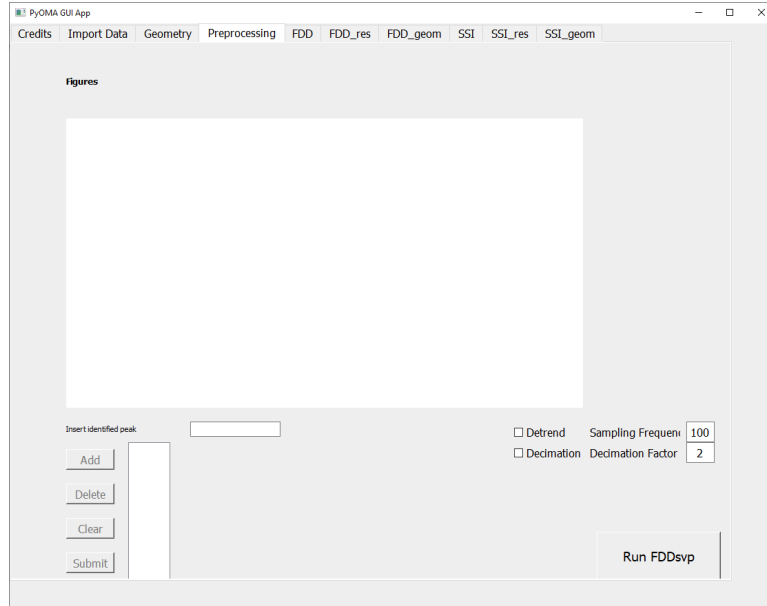 PyOMA GUI App
Credits Import Data Geometry Preprocessing FDD FDD_res FDD_geom SSI SSI_res SSI_geom
Figures
Insert identified peak
Detrend Sampling Frequen 100
Decimation Decimation Factor 2
Add
Delete
Clear
Submit
Run FDDsvp